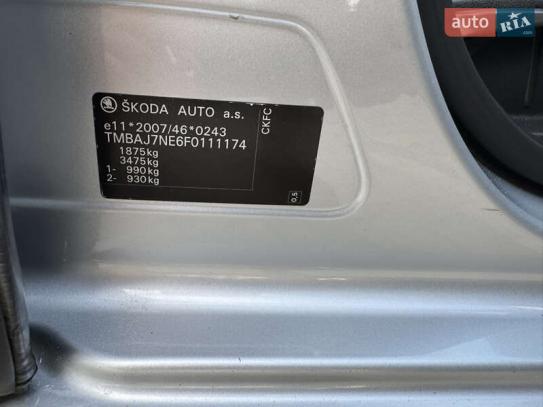 auto RIA
.com
ŠKODA AUTO a.s.
e11*2007/46*0243
TMBAJ7NE6F0111174
1875kg
3475kg
1- 990kg
2- 930kg
CKFC
0.5